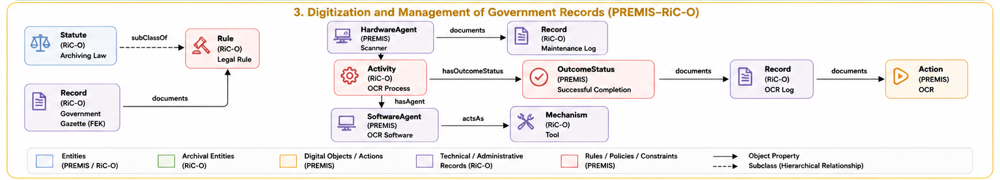 3. Digitization and Management of Government Records (PREMIS–RiC-O)
Statute
(RiC-O)
Archiving Law
subClassOf
Rule
(RiC-O)
Legal Rule
Record
(RiC-O)
Government
Gazette (FEK)
documents
HardwareAgent
(PREMIS)
Scanner
documents
Record
(RiC-O)
Maintenance Log
Activity
(RiC-O)
OCR Process
hasOutcomeStatus
OutcomeStatus
(PREMIS)
Successful Completion
documents
Record
(RiC-O)
OCR Log
documents
Action
(PREMIS)
OCR
hasAgent
SoftwareAgent
(PREMIS)
OCR Software
actsAs
Mechanism
(RiC-O)
Tool
Entities
(PREMIS / RiC-O)
Archival Entities
(RiC-O)
Digital Objects / Actions
(PREMIS)
Technical / Administrative
Records (RiC-O)
Rules / Policies / Constraints
(PREMIS)
Object Property
Subclass (Hierarchical Relationship)